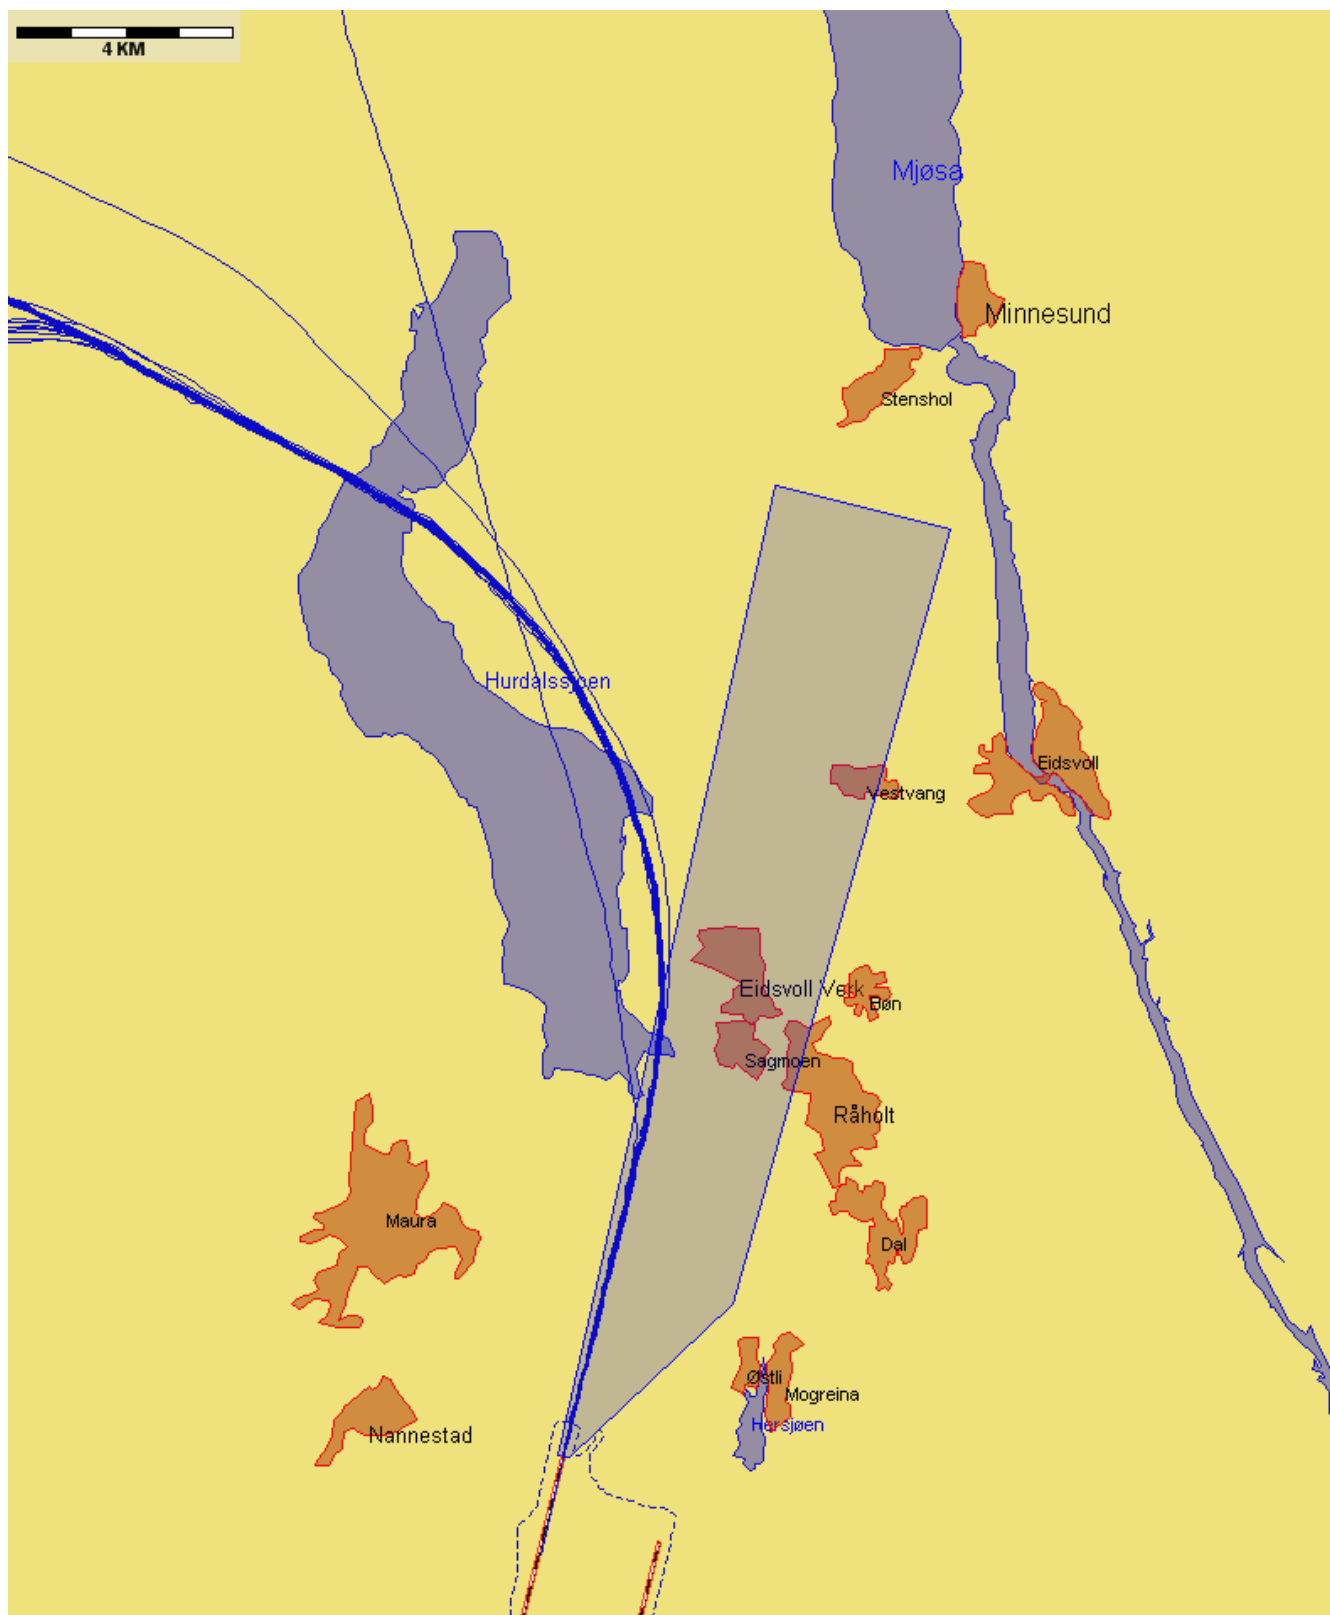 4 KM
Mjøsa
Minnesund
Stenshol
Hurdalssjøen
Eidsvoll
Vestvang
Eidsvoll Verk
Bøn
Sagmoen
Råholt
Maura
Dal
Østli
Mogreina
Hersjøen
Nannestad